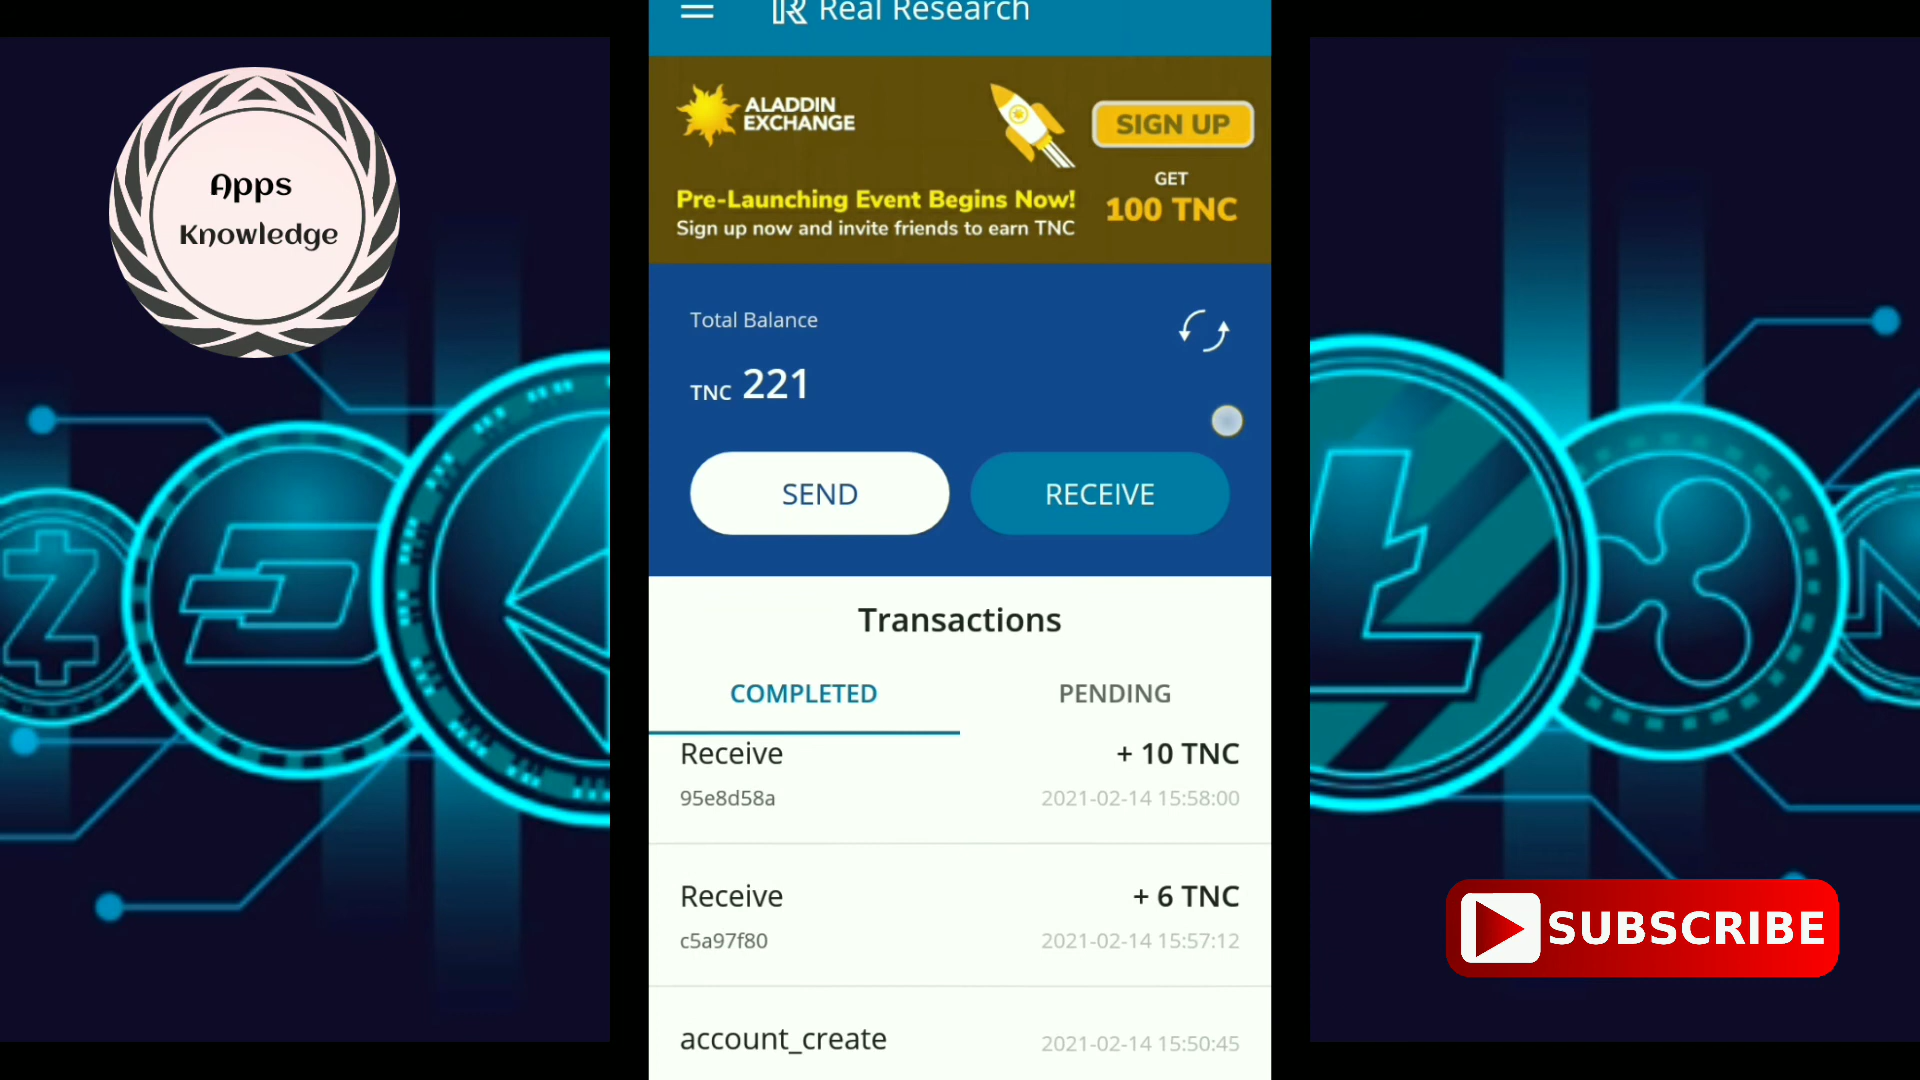 Real Research
Apps
Knowledge
ALADDIN
EXCHANGE
SIGN UP
GET
100 TNC
Pre-Launching Event Begins Now!
Sign up now and invite friends to earn TNC
Total Balance
TNC 221
SEND
RECEIVE
Transactions
COMPLETED
PENDING
Receive
+ 10 TNC
95e8d58a
2021-02-14 15:58:00
Receive
+ 6 TNC
c5a97f80
2021-02-14 15:57:12
account_create
2021-02-14 15:50:45
SUBSCRIBE